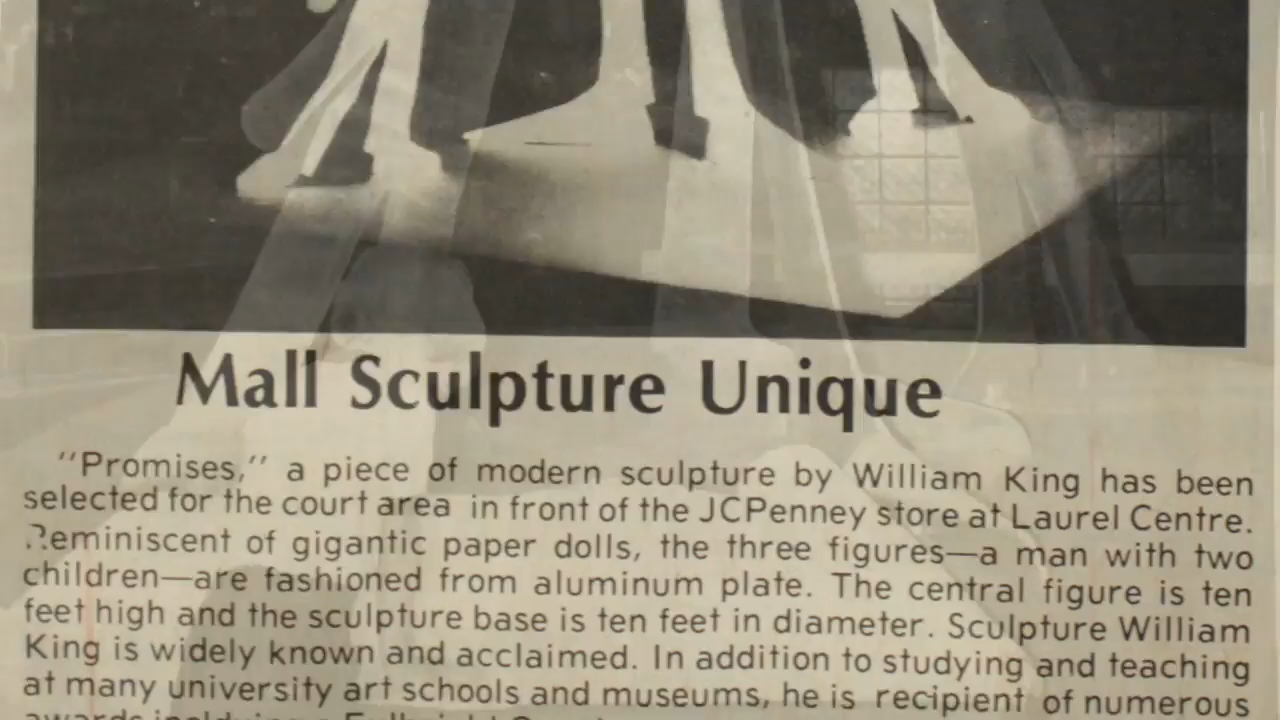 Mall Sculpture Unique
"Promises," a piece of modern sculpture by William King has been
selected for the court area in front of the JCPenney store at Laurel Centre.
Reminiscent of gigantic paper dolls, the three figures—a man with two
children—are fashioned from aluminum plate. The central figure is ten
feet high and the sculpture base is ten feet in diameter. Sculpture William
King is widely known and acclaimed. In addition to studying and teaching
at many university art schools and museums, he is recipient of numerous